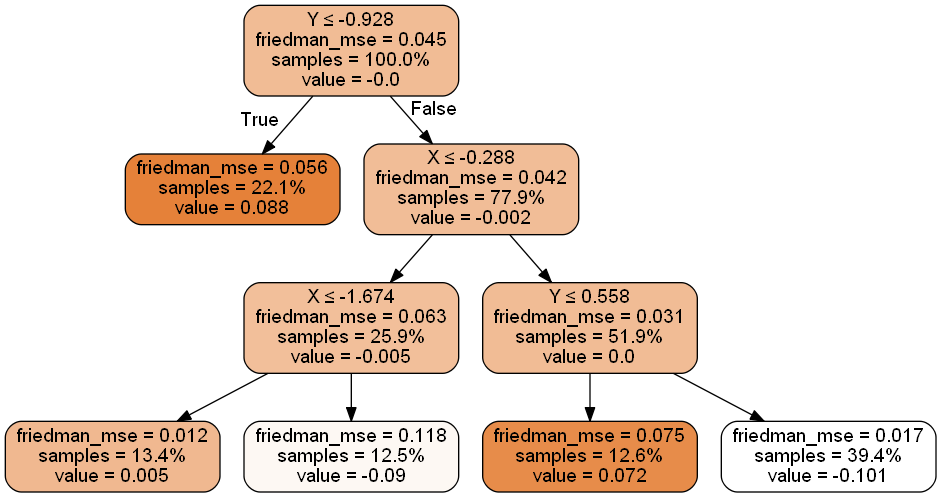 Y ≤ -0.928
friedman_mse = 0.045
samples = 100.0%
value = -0.0
True
False
friedman_mse = 0.056
samples = 22.1%
value = 0.088
X ≤ -0.288
friedman_mse = 0.042
samples = 77.9%
value = -0.002
X ≤ -1.674
friedman_mse = 0.063
samples = 25.9%
value = -0.005
Y ≤ 0.558
friedman_mse = 0.031
samples = 51.9%
value = 0.0
friedman_mse = 0.012
samples = 13.4%
value = 0.005
friedman_mse = 0.118
samples = 12.5%
value = -0.09
friedman_mse = 0.075
samples = 12.6%
value = 0.072
friedman_mse = 0.017
samples = 39.4%
value = -0.101